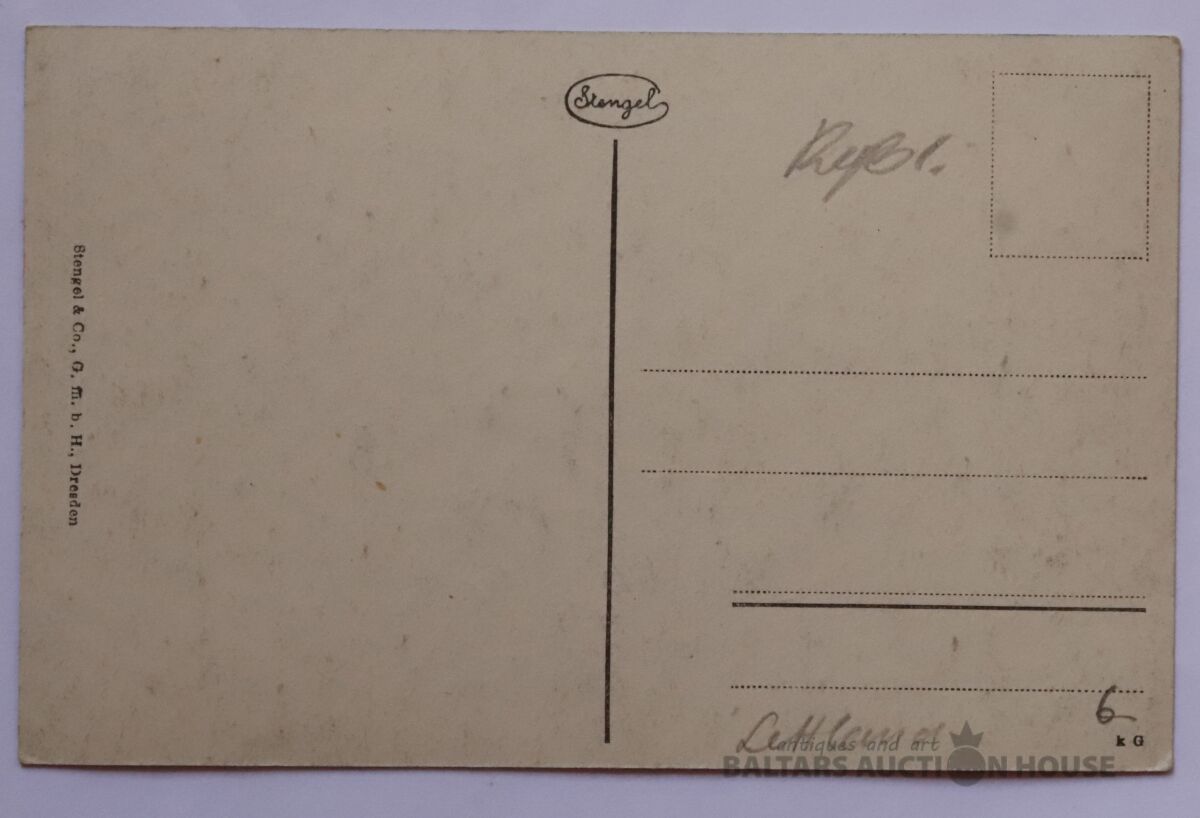 Stengel
Stengel & Co., G. m. b. H., Dresden
6
k G
antiques and art
BALTARS AUCTION HOUSE